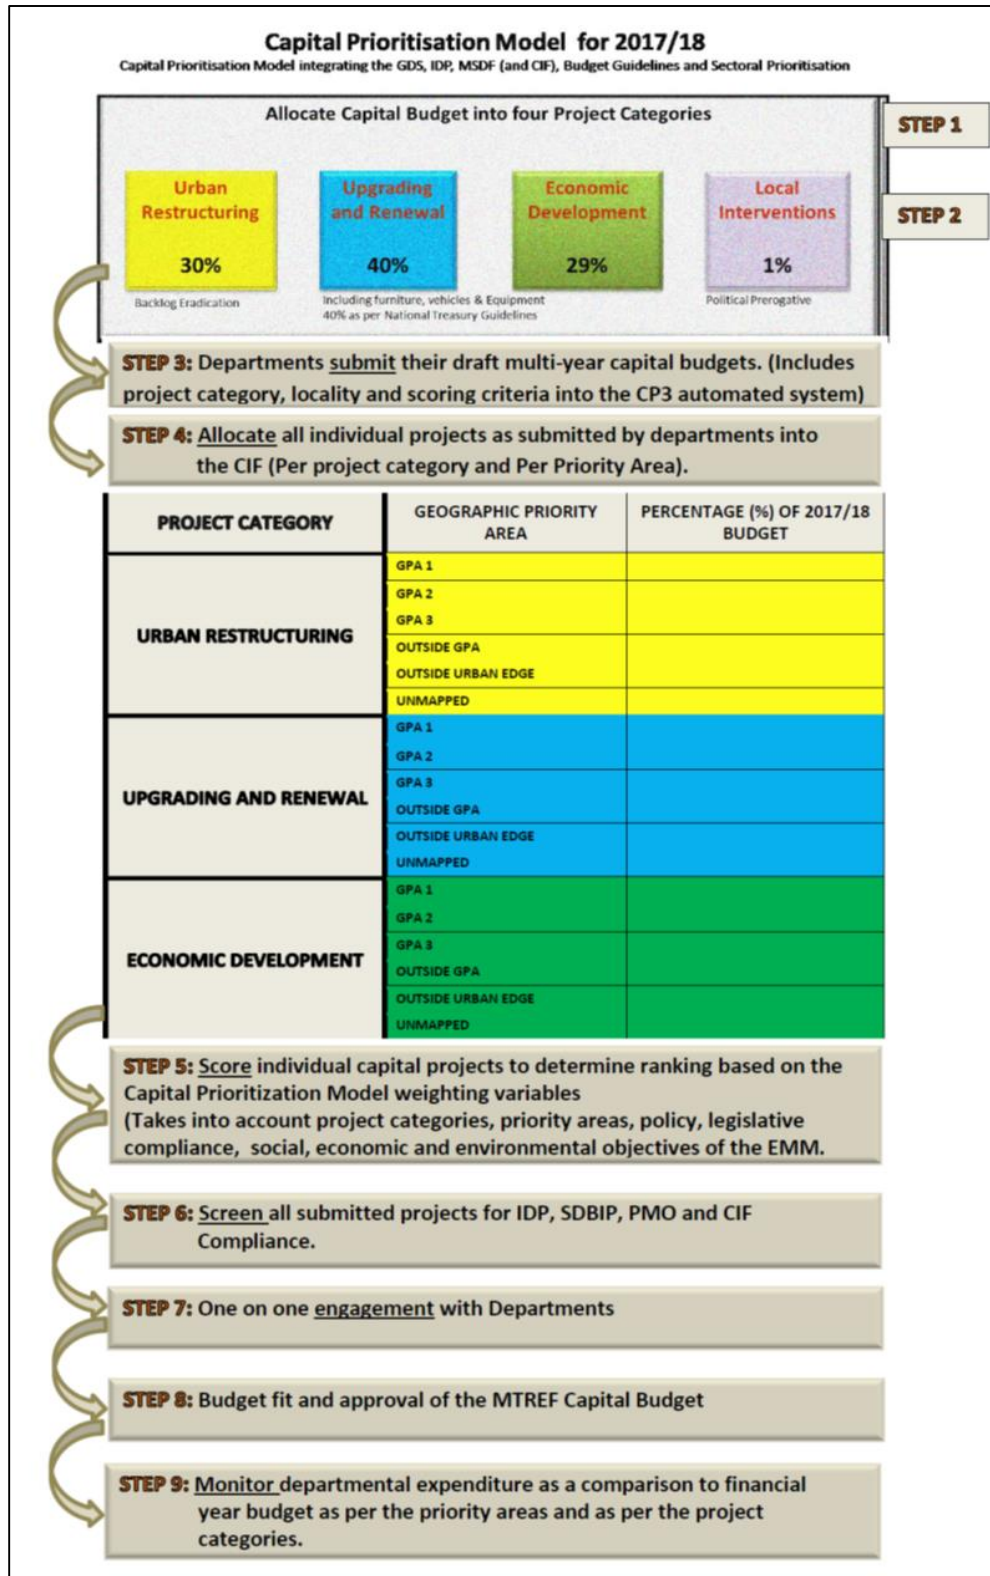 Capital Prioritisation Model for 2017/18
Capital Prioritisation Model integrating the GDS, IDP, MSDF (and CIF), Budget Guidelines and Sectoral Prioritisation
Allocate Capital Budget into four Project Categories
STEP 1
STEP 2
Urban
Restructuring
30%
Backlog Eradication
Upgrading
and Renewal
40%
Including furniture, vehicles & Equipment
40% as per National Treasury Guidelines
Economic
Development
29%
Local
Interventions
1%
Political Prerogative
STEP 3: Departments submit their draft multi-year capital budgets. (Includes
project category, locality and scoring criteria into the CP3 automated system)
STEP 4: Allocate all individual projects as submitted by departments into
the CIF (Per project category and Per Priority Area).
PROJECT CATEGORY
GEOGRAPHIC PRIORITY
AREA
PERCENTAGE (%) OF 2017/18
BUDGET
URBAN RESTRUCTURING
GPA 1
GPA 2
GPA 3
OUTSIDE GPA
OUTSIDE URBAN EDGE
UNMAPPED
UPGRADING AND RENEWAL
GPA 1
GPA 2
GPA 3
OUTSIDE GPA
OUTSIDE URBAN EDGE
UNMAPPED
ECONOMIC DEVELOPMENT
GPA 1
GPA 2
GPA 3
OUTSIDE GPA
OUTSIDE URBAN EDGE
UNMAPPED
STEP 5: Score individual capital projects to determine ranking based on the
Capital Prioritization Model weighting variables
(Takes into account project categories, priority areas, policy, legislative
compliance, social, economic and environmental objectives of the EMM.
STEP 6: Screen all submitted projects for IDP, SDBIP, PMO and CIF
Compliance.
STEP 7: One on one engagement with Departments
STEP 8: Budget fit and approval of the MTREF Capital Budget
STEP 9: Monitor departmental expenditure as a comparison to financial
year budget as per the priority areas and as per the project
categories.